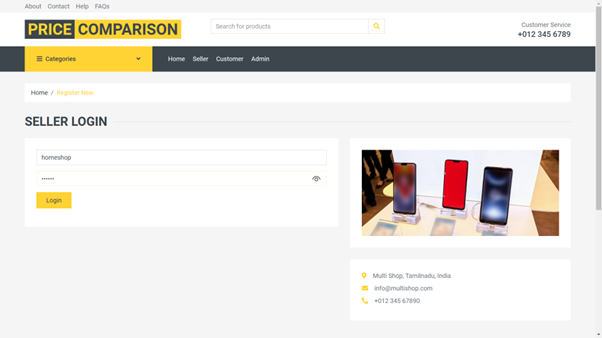 About Contact Help FAQs
PRICE COMPARISON
Search for products
Customer Service
+012 345 6789
Categories
Home Seller Customer Admin
Home / Register Now
SELLER LOGIN
homeshop
••••••
Login
Multi Shop, Tamilnadu, India
info@multishop.com
+012 345 67890